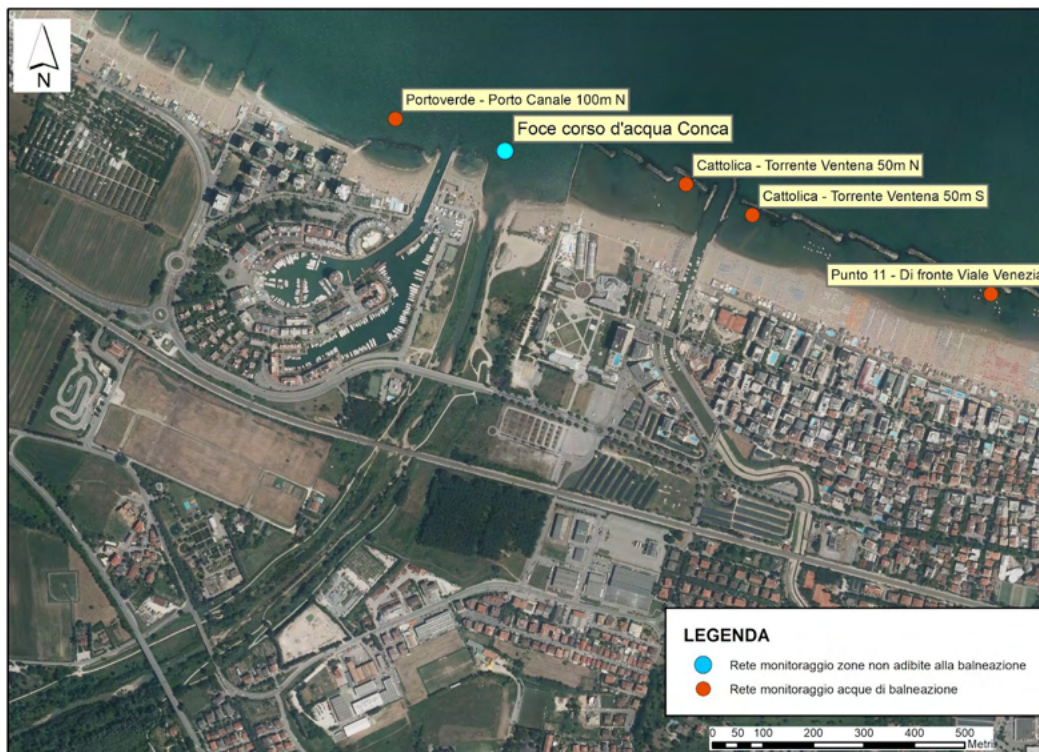 N
Portoverde - Porto Canale 100m N
Foce corso d'acqua Conca
Cattolica - Torrente Ventena 50m N
Cattolica - Torrente Ventena 50m S
Punto 11 - Di fronte Viale Venezia
LEGENDA
Rete monitoraggio zone non adibite alla balneazione
Rete monitoraggio acque di balneazione
0 50 100 200 300 400 500
Metri